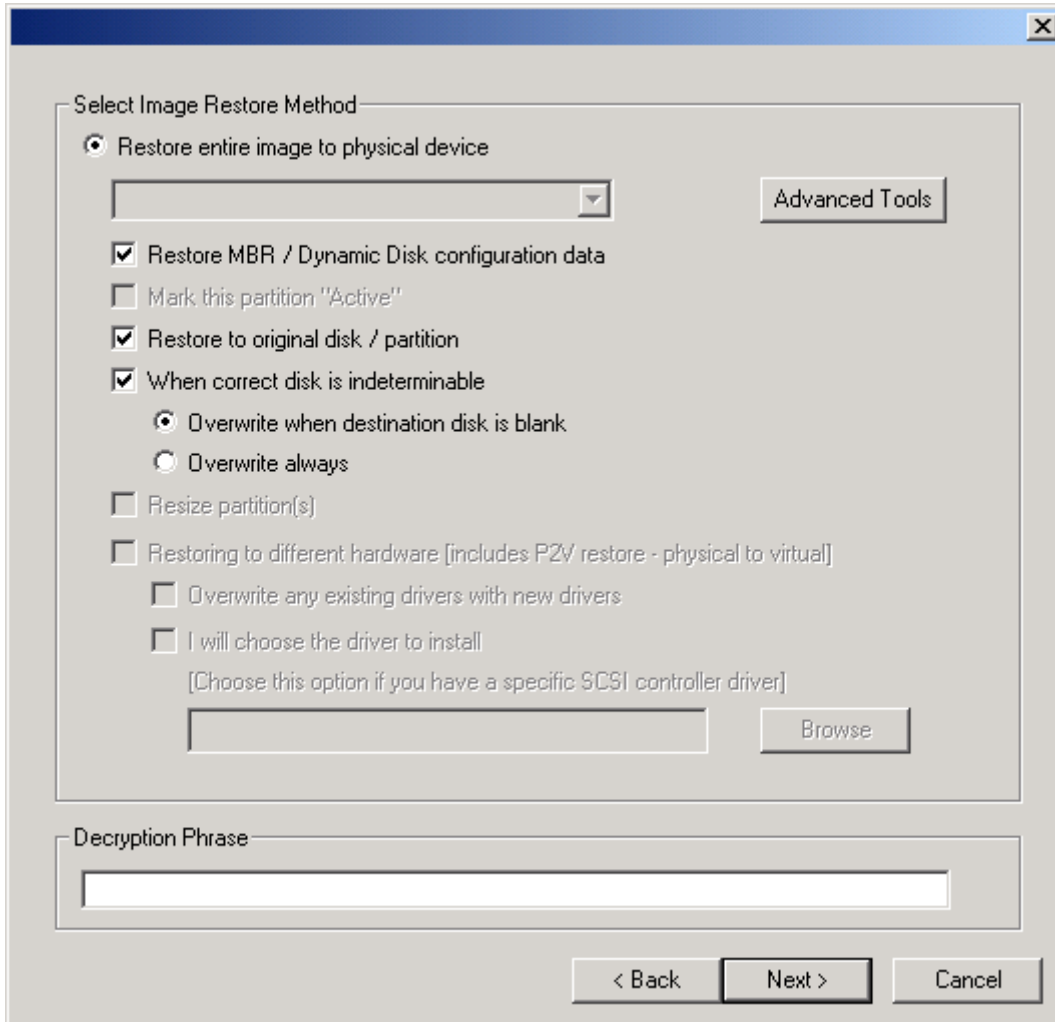 Select Image Restore Method
Restore entire image to physical device
Advanced Tools
Restore MBR / Dynamic Disk configuration data
Mark this partition "Active"
Restore to original disk / partition
When correct disk is indeterminable
Overwrite when destination disk is blank
Overwrite always
Resize partition(s)
Restoring to different hardware [includes P2V restore - physical to virtual]
Overwrite any existing drivers with new drivers
I will choose the driver to install
[Choose this option if you have a specific SCSI controller driver]
Browse
Decryption Phrase
< Back Next > Cancel